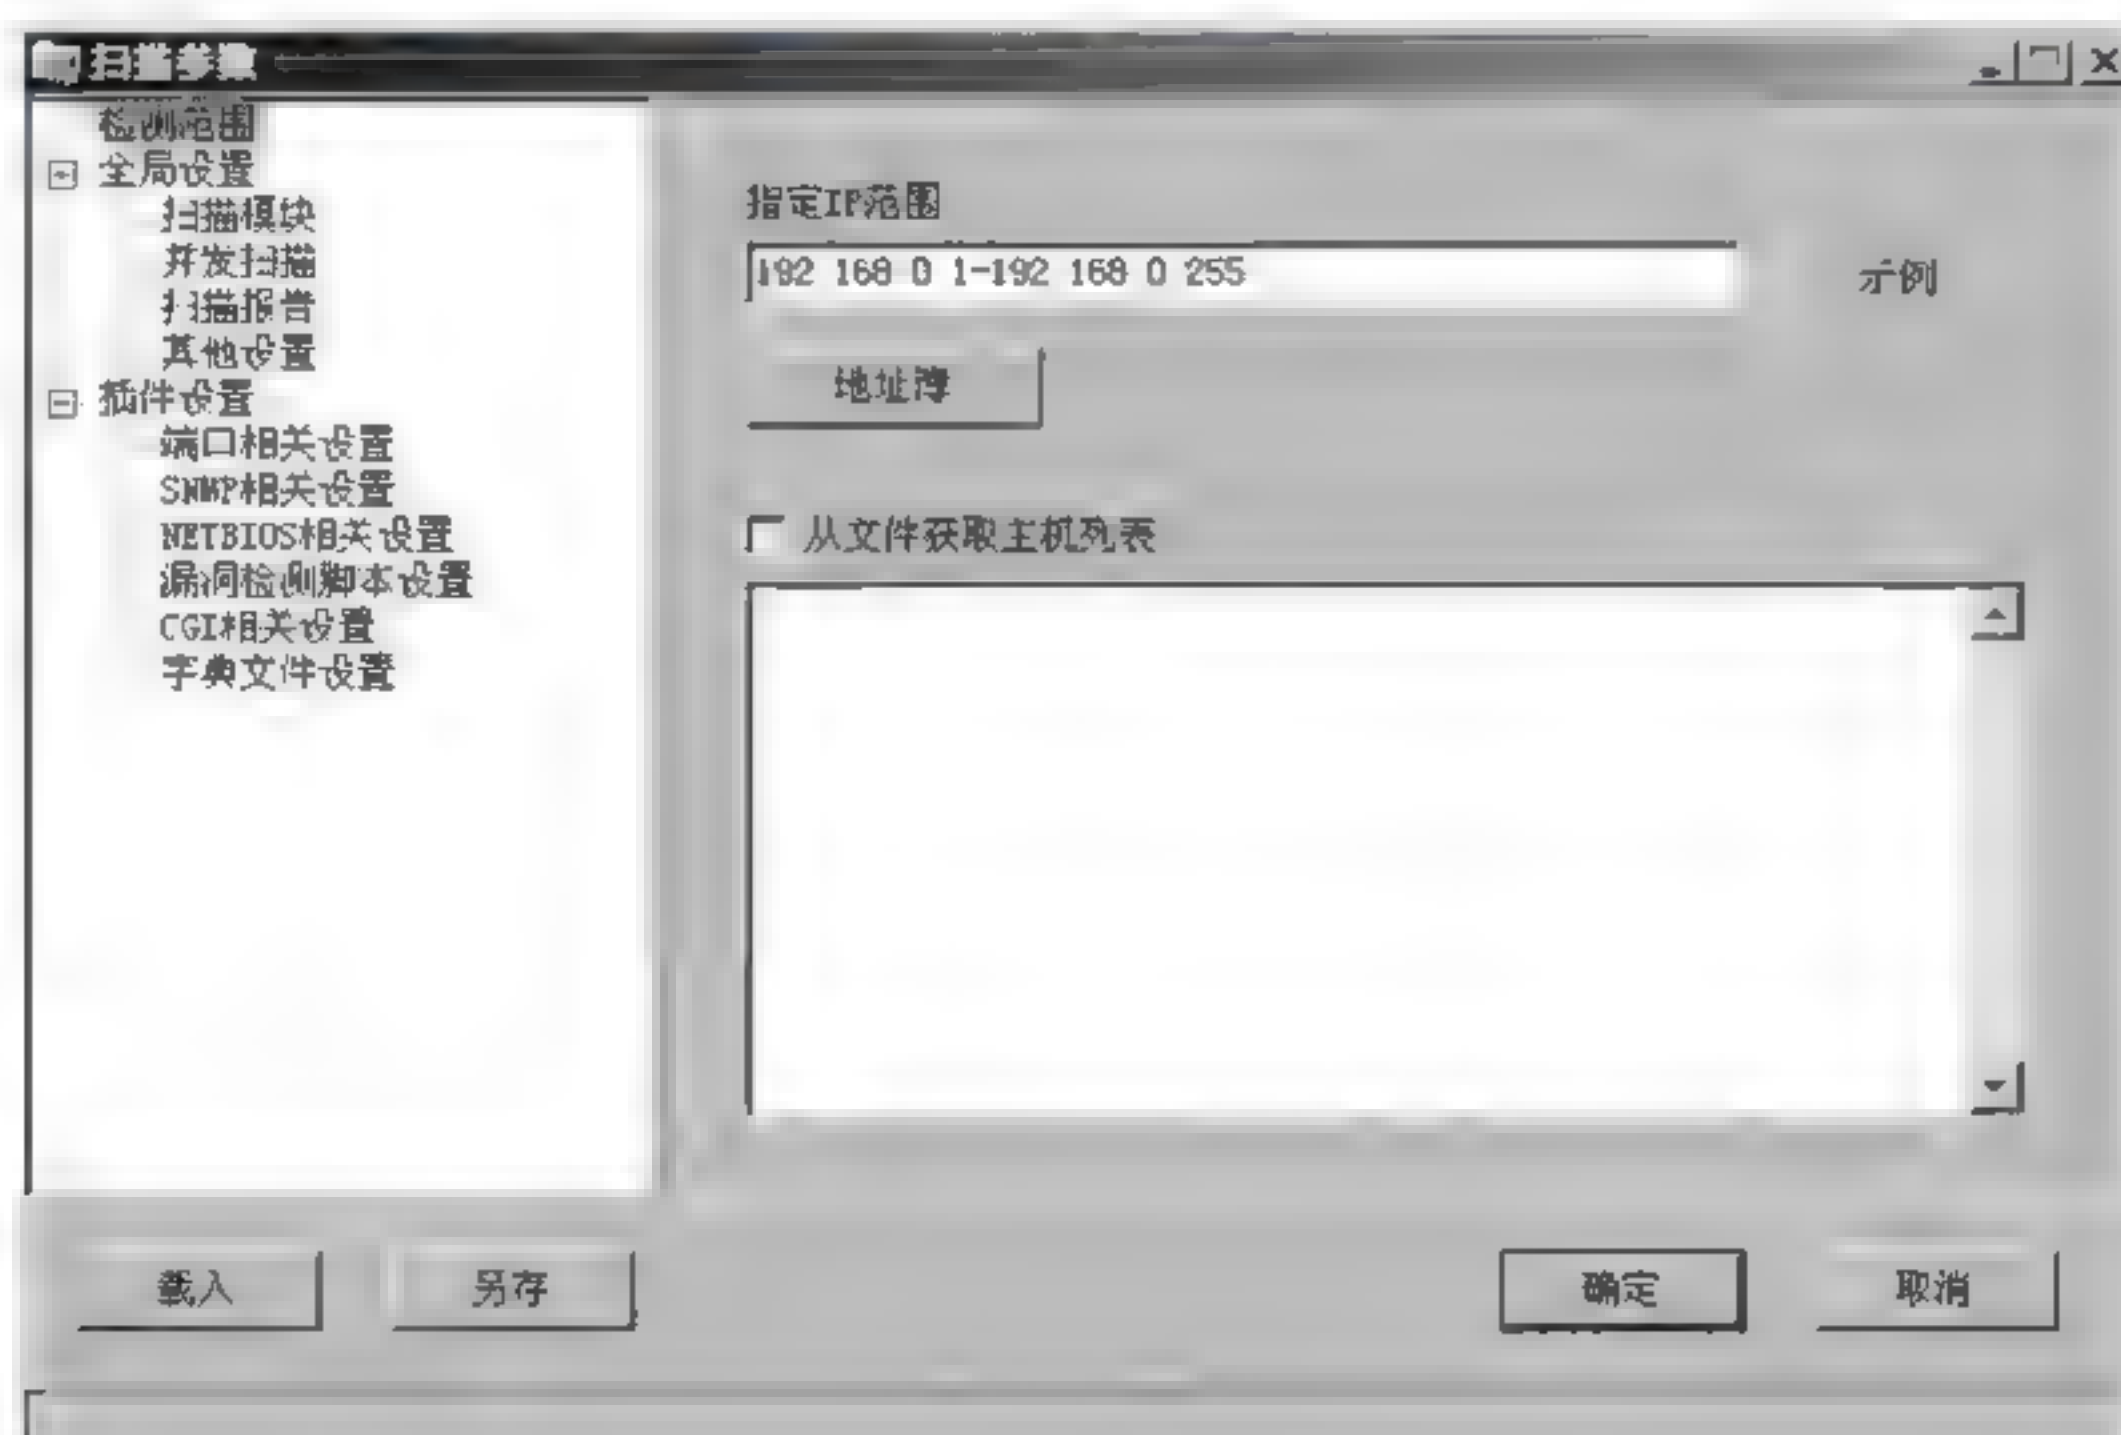 扫描参数
检测范围
全局设置
扫描模块
并发扫描
扫描报告
其他设置
插件设置
端口相关设置
SNMP相关设置
NETBIOS相关设置
漏洞检测脚本设置
CGI相关设置
字典文件设置
指定IP范围
192 168 0 1-192 168 0 255
示例
地址簿
从文件获取主机列表
载入
另存
确定
取消